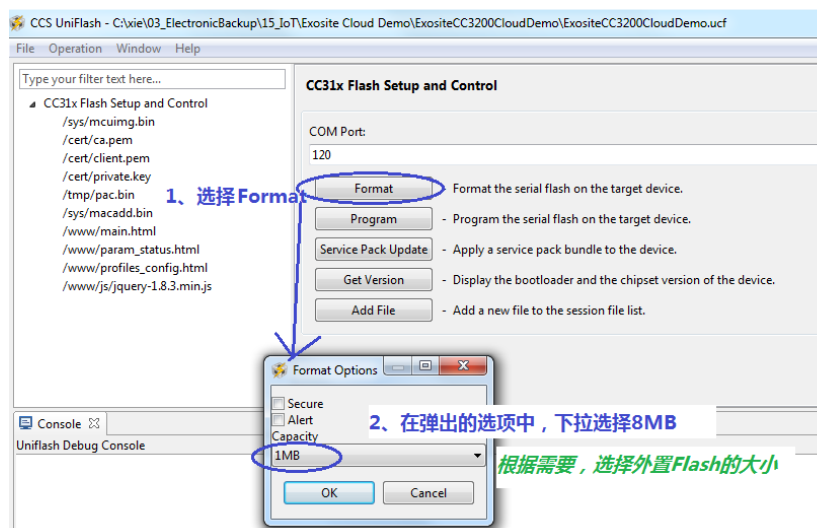 CCS UniFlash - C:\xie\03_ElectronicBackup\15_IoT\Exosite Cloud Demo\ExositeCC3200CloudDemo\ExositeCC3200CloudDemo.ucf
File Operation Window Help
Type your filter text here...
CC31x Flash Setup and Control
/sys/mcuimg.bin
/cert/ca.pem
/cert/client.pem
/cert/private.key
/tmp/pac.bin
/sys/macadd.bin
/www/main.html
/www/param_status.html
/www/profiles_config.html
/www/js/jquery-1.8.3.min.js
CC31x Flash Setup and Control
COM Port:
120
1、选择Format
Format - Format the serial flash on the target device.
Program - Program the serial flash on the target device.
Service Pack Update - Apply a service pack bundle to the device.
Get Version - Display the bootloader and the chipset version of the device.
Add File - Add a new file to the session file list.
Format Options
Secure
Alert
Capacity
1MB
OK Cancel
2、在弹出的选项中，下拉选择8MB
根据需要，选择外置Flash的大小
Console
Uniflash Debug Console